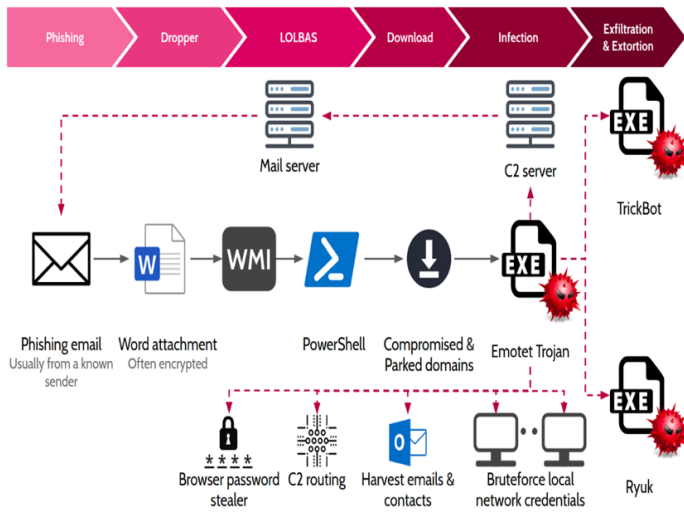 Phishing
Dropper
LOLBAS
Download
Infection
Exfiltration
& Extortion
Mail server
C2 server
EXE
TrickBot
W
WMI
EXE
Phishing email
Usually from a known
sender
Word attachment
Often encrypted
PowerShell
Compromised &
Parked domains
Emotet Trojan
EXE
Ryuk
****
Browser password
stealer
C2 routing
O
Harvest emails &
contacts
Bruteforce local
network credentials